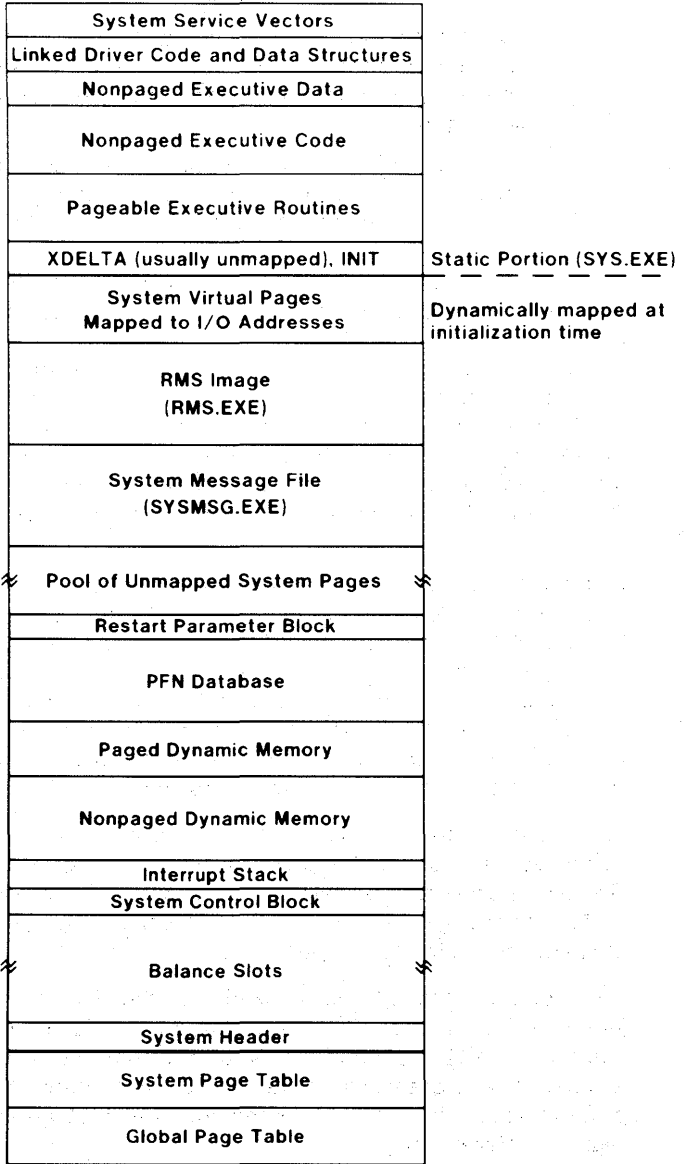 System Service Vectors
Linked Driver Code and Data Structures
Nonpaged Executive Data
Nonpaged Executive Code
Pageable Executive Routines
XDELTA (usually unmapped), INIT
Static Portion (SYS.EXE)
System Virtual Pages
Mapped to I/O Addresses
Dynamically mapped at
initialization time
RMS Image
(RMS.EXE)
System Message File
(SYSMSG.EXE)
Pool of Unmapped System Pages
Restart Parameter Block
PFN Database
Paged Dynamic Memory
Nonpaged Dynamic Memory
Interrupt Stack
System Control Block
Balance Slots
System Header
System Page Table
Global Page Table